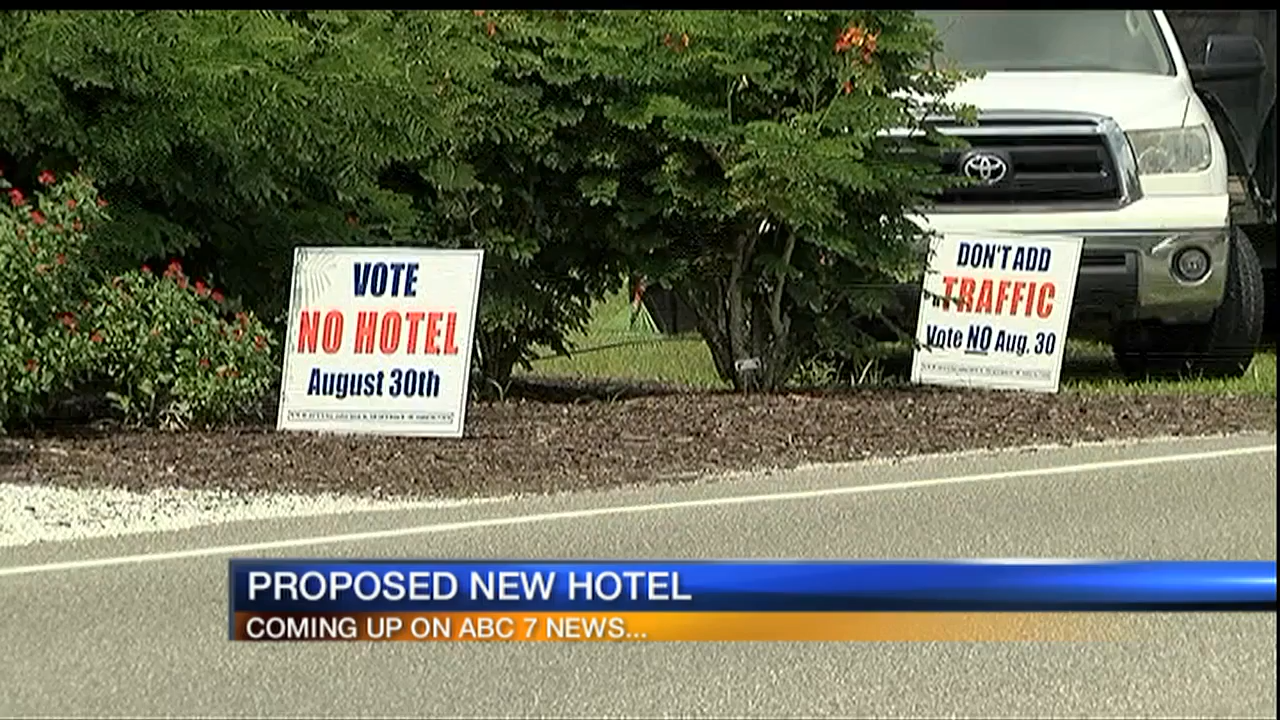 VOTE
NO HOTEL
August 30th
DON'T ADD
TRAFFIC
Vote NO Aug. 30
PROPOSED NEW HOTEL
COMING UP ON ABC 7 NEWS...